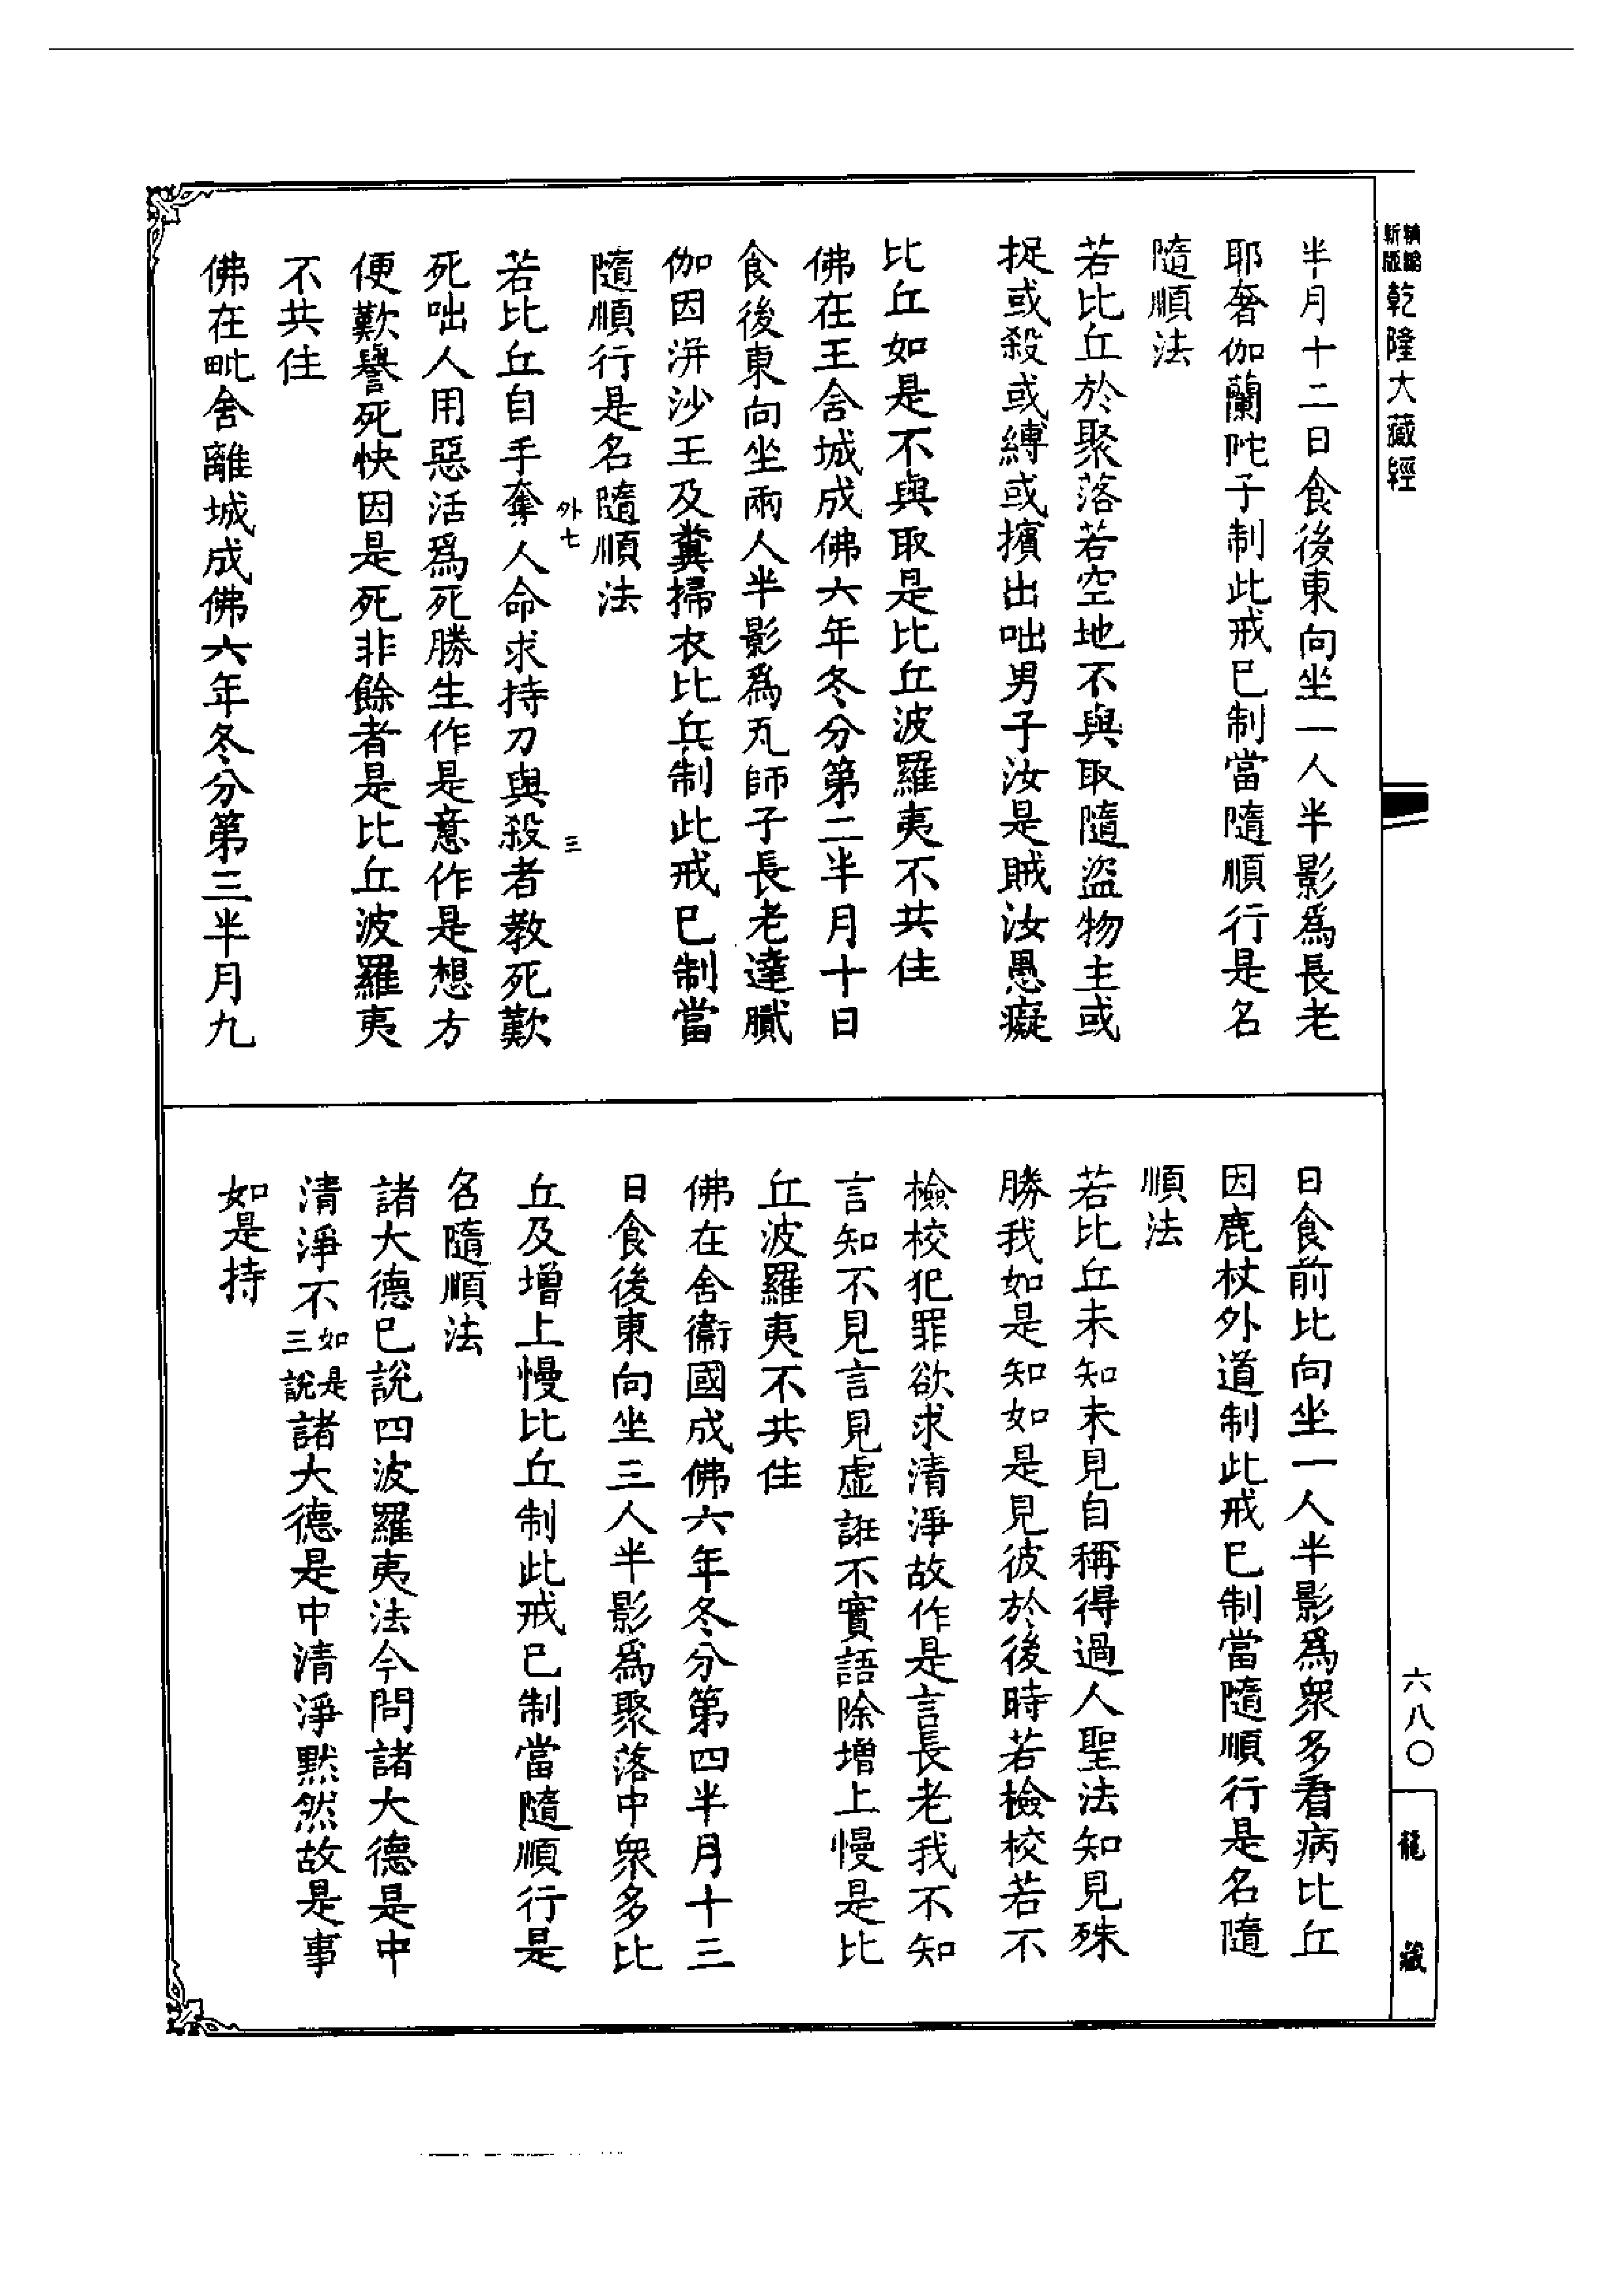 新版
精縮
乾隆大藏經
半月十二日食後東向坐一人半影爲長老
耶奢伽蘭陀子制此戒已制當隨順行是名
隨順法
若比丘於聚落若空地不與取隨盜物主或
捉或殺或縛或擯出咄男子汝是賊汝愚癡
比丘如是不與取是比丘波羅夷不共住
佛在王舍城成佛六年冬分第二半月十日
食後東向坐兩人半影爲瓦師子長老達膩
伽因洴沙王及糞掃衣比丘制此戒已制當
隨順行是名隨順法
外七
三
若比丘自手奪人命求持刀與殺者教死歎
死咄人用惡活爲死勝生作是意作是想方
便歎譽死快因是死非餘者是比丘波羅夷
不共住
佛在毗舍離城成佛六年冬分第三半月九
日食前比向坐一人半影爲衆多看病比丘
因鹿杖外道制此戒已制當隨順行是名隨
順法
若比丘未知未見自稱得過人聖法知見殊
勝我如是知如是見彼於後時若檢校若不
檢校犯罪欲求清淨故作是言長老我不知
言知不見言見虛誑不實語除增上慢是比
丘波羅夷不共住
佛在舍衞國成佛六年冬分第四半月十三
日食後東向坐三人半影爲聚落中衆多比
丘及增上慢比丘制此戒已制當隨順行是
名隨順法
諸大德已說四波羅夷法今問諸大德是中
清淨不如是三說諸大德是中清淨默然故是事
如是持
六八〇
龍藏